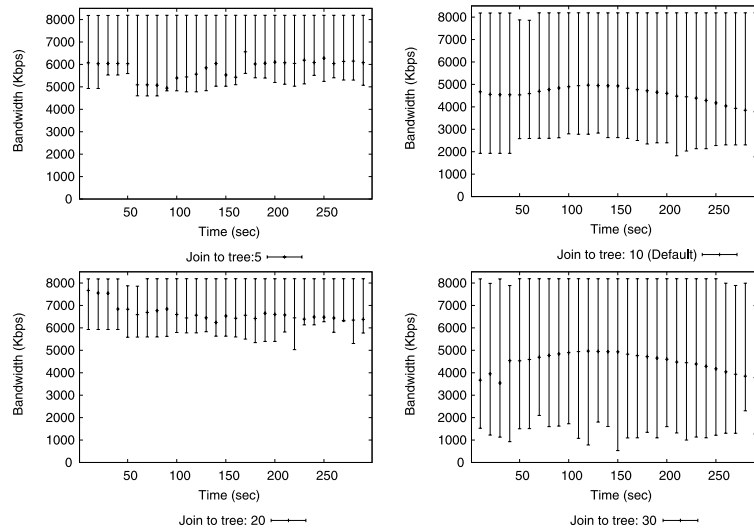 8000
7000
6000
5000
4000
3000
2000
1000
0
Bandwidth (Kbps)
50 100 150 200 250
Time (sec)
Join to tree:5
8000
7000
6000
5000
4000
3000
2000
1000
0
Bandwidth (Kbps)
50 100 150 200 250
Time (sec)
Join to tree: 10 (Default)
8000
7000
6000
5000
4000
3000
2000
1000
0
Bandwidth (Kbps)
50 100 150 200 250
Time (sec)
Join to tree: 20
8000
7000
6000
5000
4000
3000
2000
1000
0
Bandwidth (Kbps)
50 100 150 200 250
Time (sec)
Join to tree: 30